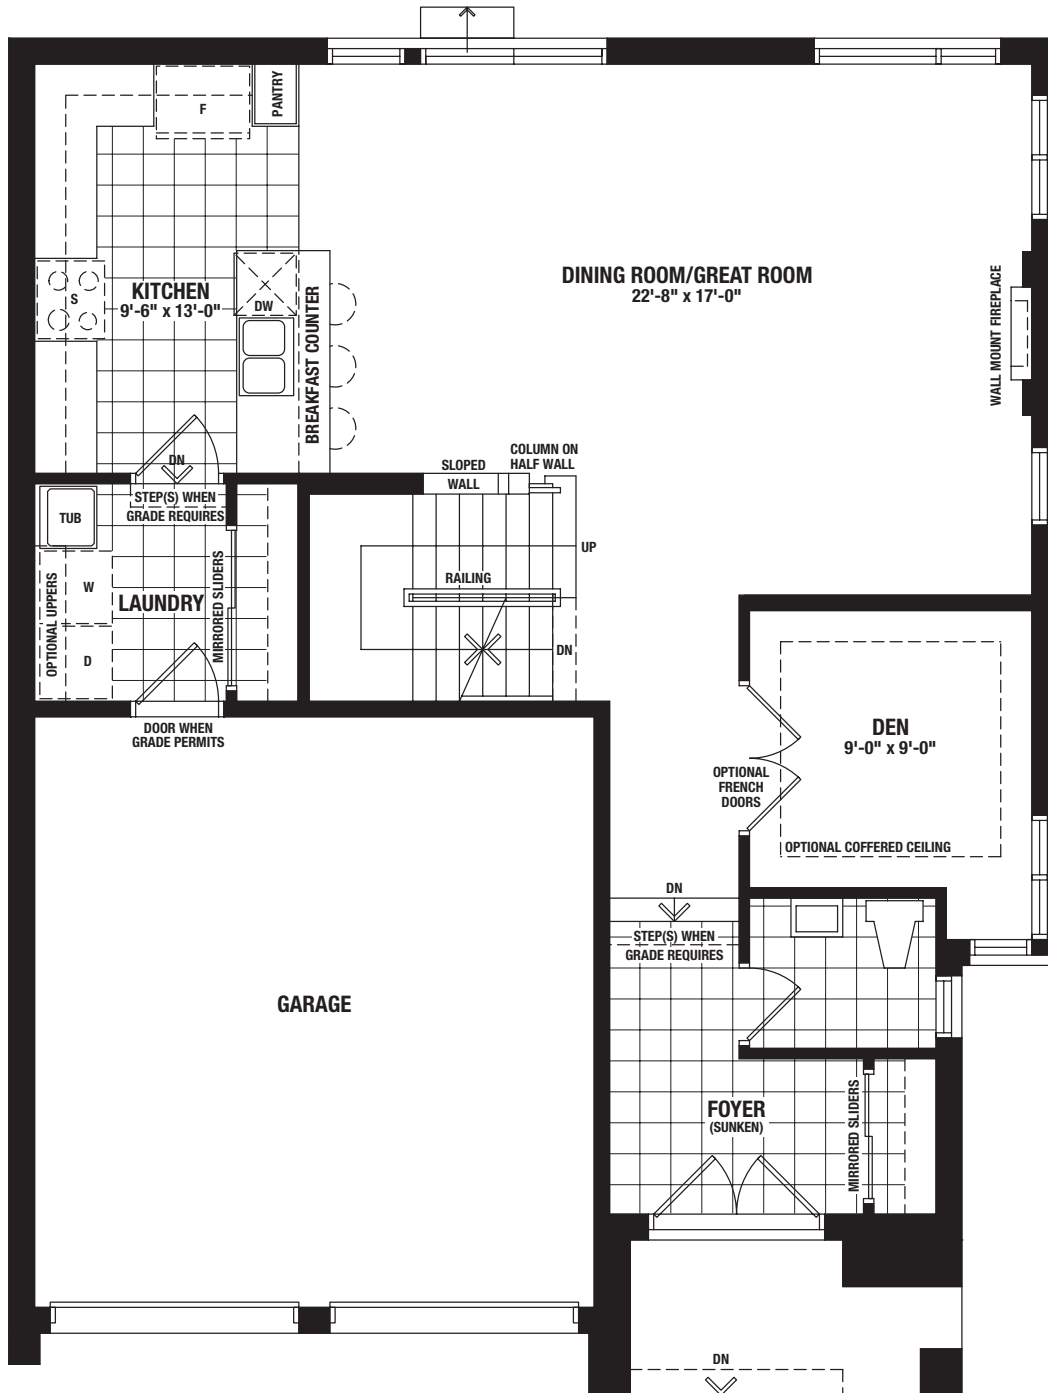 F
PANTRY
KITCHEN
9'-6" x 13'-0"
S
DW
BREAKFAST COUNTER
DINING ROOM/GREAT ROOM
22'-8" x 17'-0"
WALL MOUNT FIREPLACE
DN
STEP(S) WHEN
GRADE REQUIRES
SLOPED
WALL
COLUMN ON
HALF WALL
TUB
W
D
OPTIONAL UPPERS
LAUNDRY
MIRRORED SLIDERS
UP
RAILING
DN
DOOR WHEN
GRADE PERMITS
DEN
9'-0" x 9'-0"
OPTIONAL
FRENCH
DOORS
OPTIONAL COFFERED CEILING
DN
STEP(S) WHEN
GRADE REQUIRES
GARAGE
FOYER
(SUNKEN)
MIRRORED SLIDERS
DN